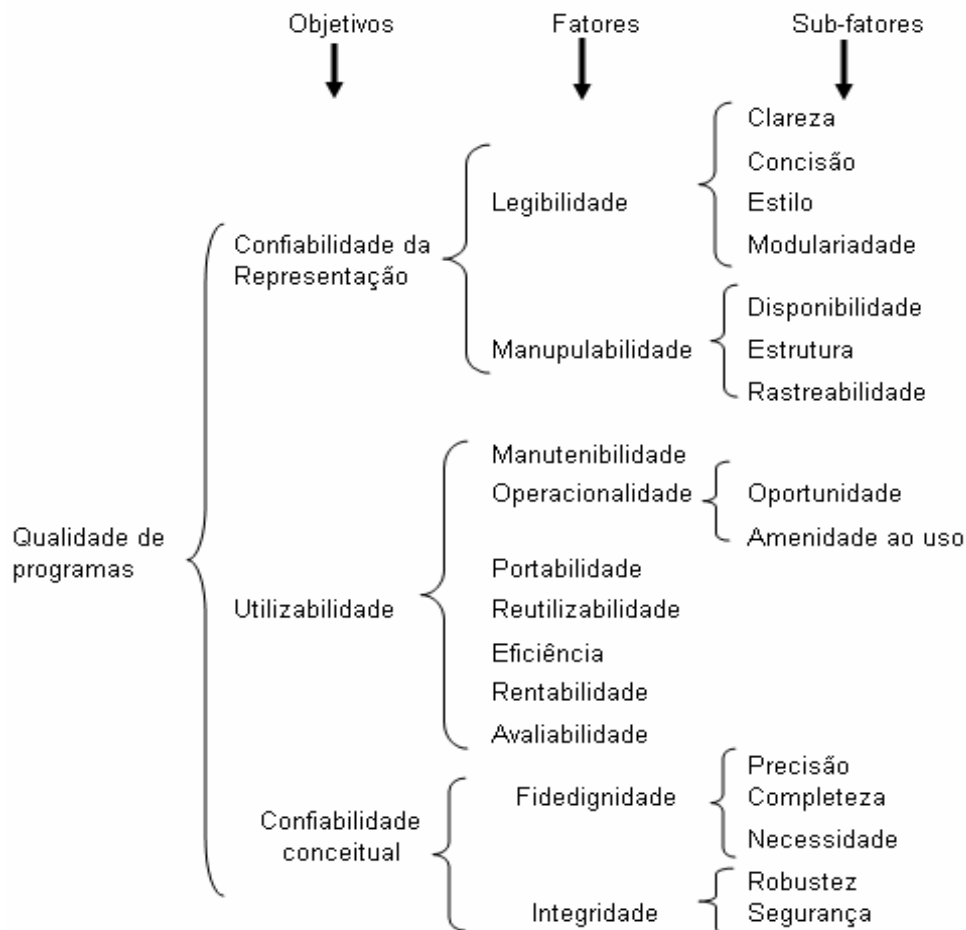 Objetivos Fatores Sub-fatores
Clareza
Concisão
Legibilidade Estilo
Confiabilidade da Modulariadade
Representação
Disponibilidade
Manupulabilidade Estrutura
Rastreabilidade
Manutenibilidade
Operacionalidade Oportunidade
Qualidade de Amenidade ao uso
programas Portabilidade
Utilizabilidade Reutilizabilidade
Eficiência
Rentabilidade
Avaliabilidade
Precisão
Fidedignidade Completeza
Confiabilidade Necessidade
conceitual
Robustez
Integridade Segurança